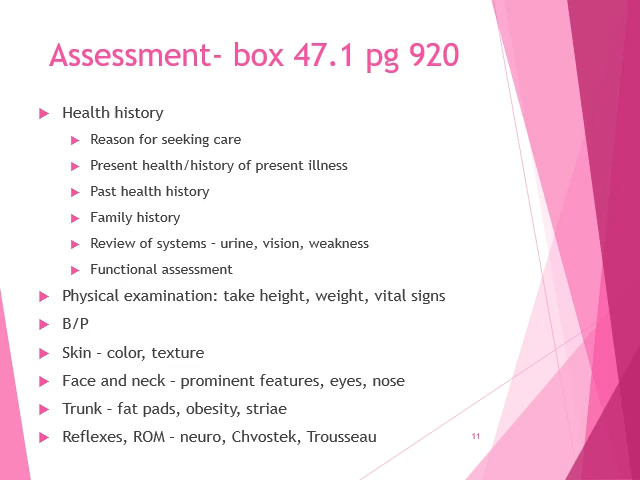 Assessment- box 47.1 pg 920
Health history
Reason for seeking care
Present health/history of present illness
Past health history
Family history
Review of systems – urine, vision, weakness
Functional assessment
Physical examination: take height, weight, vital signs
B/P
Skin – color, texture
Face and neck – prominent features, eyes, nose
Trunk – fat pads, obesity, striae
Reflexes, ROM – neuro, Chvostek, Trousseau
11